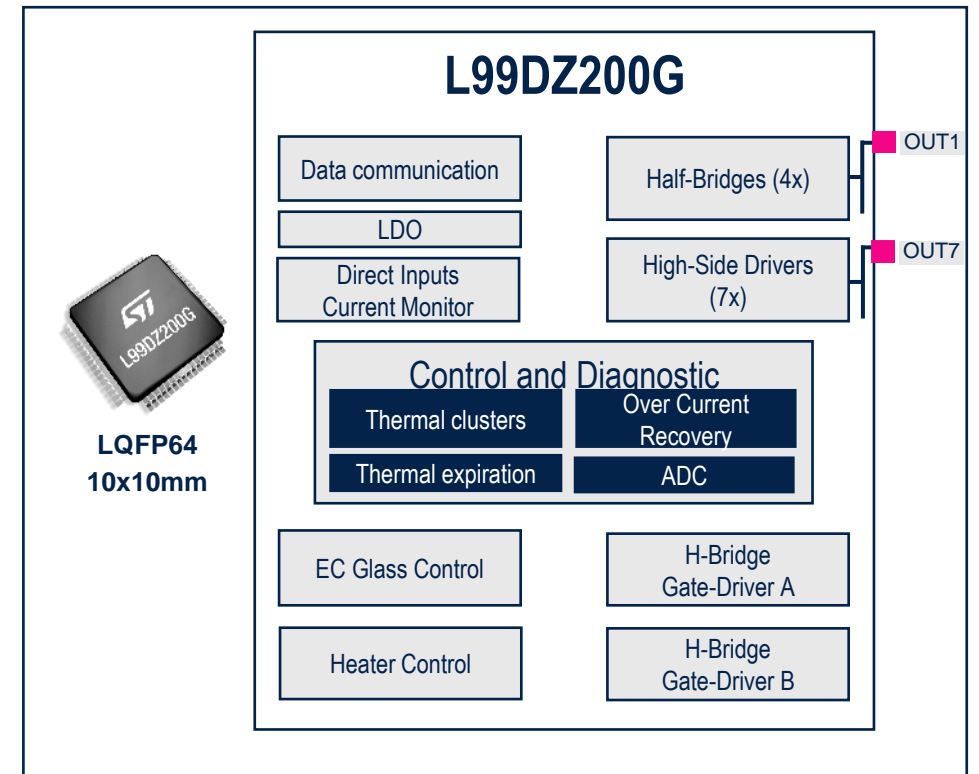 L99DZ200G
Data communication
Half-Bridges (4x)
OUT1
LDO
Direct Inputs
Current Monitor
High-Side Drivers
(7x)
OUT7
ST
L99DZ200G
LQFP64
10x10mm
Control and Diagnostic
Thermal clusters
Over Current
Recovery
Thermal expiration
ADC
EC Glass Control
H-Bridge
Gate-Driver A
Heater Control
H-Bridge
Gate-Driver B